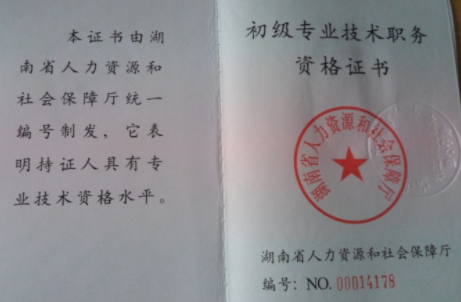 本证书由湖
南省人力资源和
社会保障厅统一
编号制发，它表
明持证人具有专
业技术资格水平。
初级专业技术职务
资格证书
湖南省人力资源和社会保障厅
湖南省人力资源和社会保障厅
编号：NO. 00014178